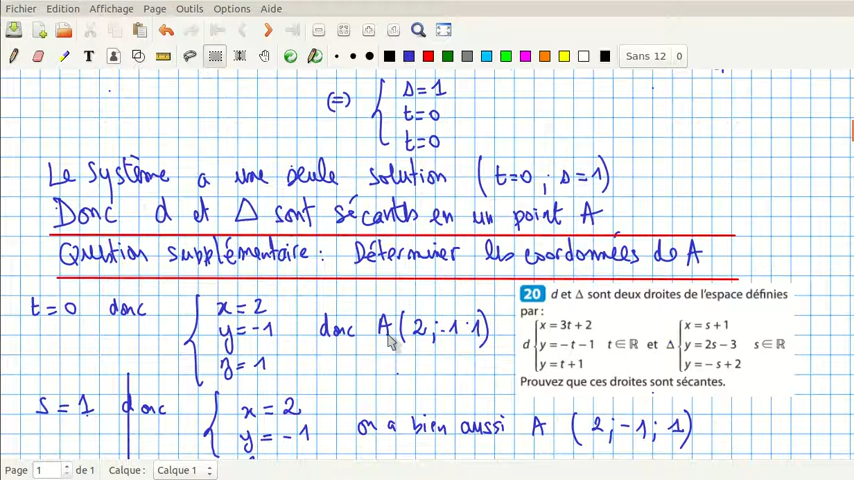 Fichier Edition Affichage Journal Page Outils Options Aide
Sans 12
(=) { s = 1
t = 0
t = 0
Le système a une seule solution (t=0 ; s=1)
Donc d et Δ sont sécants en un point A
Question supplémentaire : Déterminer les coordonnées de A
t = 0 donc { x = 2
y = -1
z = 1
donc A (2 ; -1 ; 1)
20 d et Δ sont deux droites de l'espace définies
par :
d { x = 3t + 2
y = -t - 1
y = t + 1
t ∈ ℝ et Δ { x = s + 1
y = 2s - 3
y = -s + 2
s ∈ ℝ
Prouvez que ces droites sont sécantes.
s = 1 donc { x = 2
y = -1
on a bien aussi A (2 ; -1 ; 1)
Page 1 de 1 Calque : Calque 1